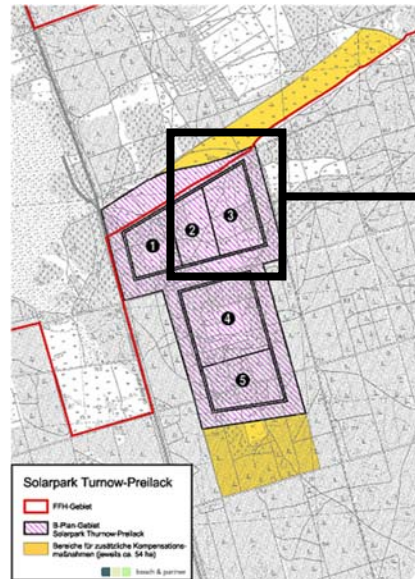 1
2
3
4
5
Solarpark Turnow-Preilack
FFH-Gebiet
B-Plan-Gebiet
Solarpark Thurnow-Preilack
Bereiche für zusätzliche Kompensations-
maßnahmen (jeweils ca. 54 ha)
bosch & partner